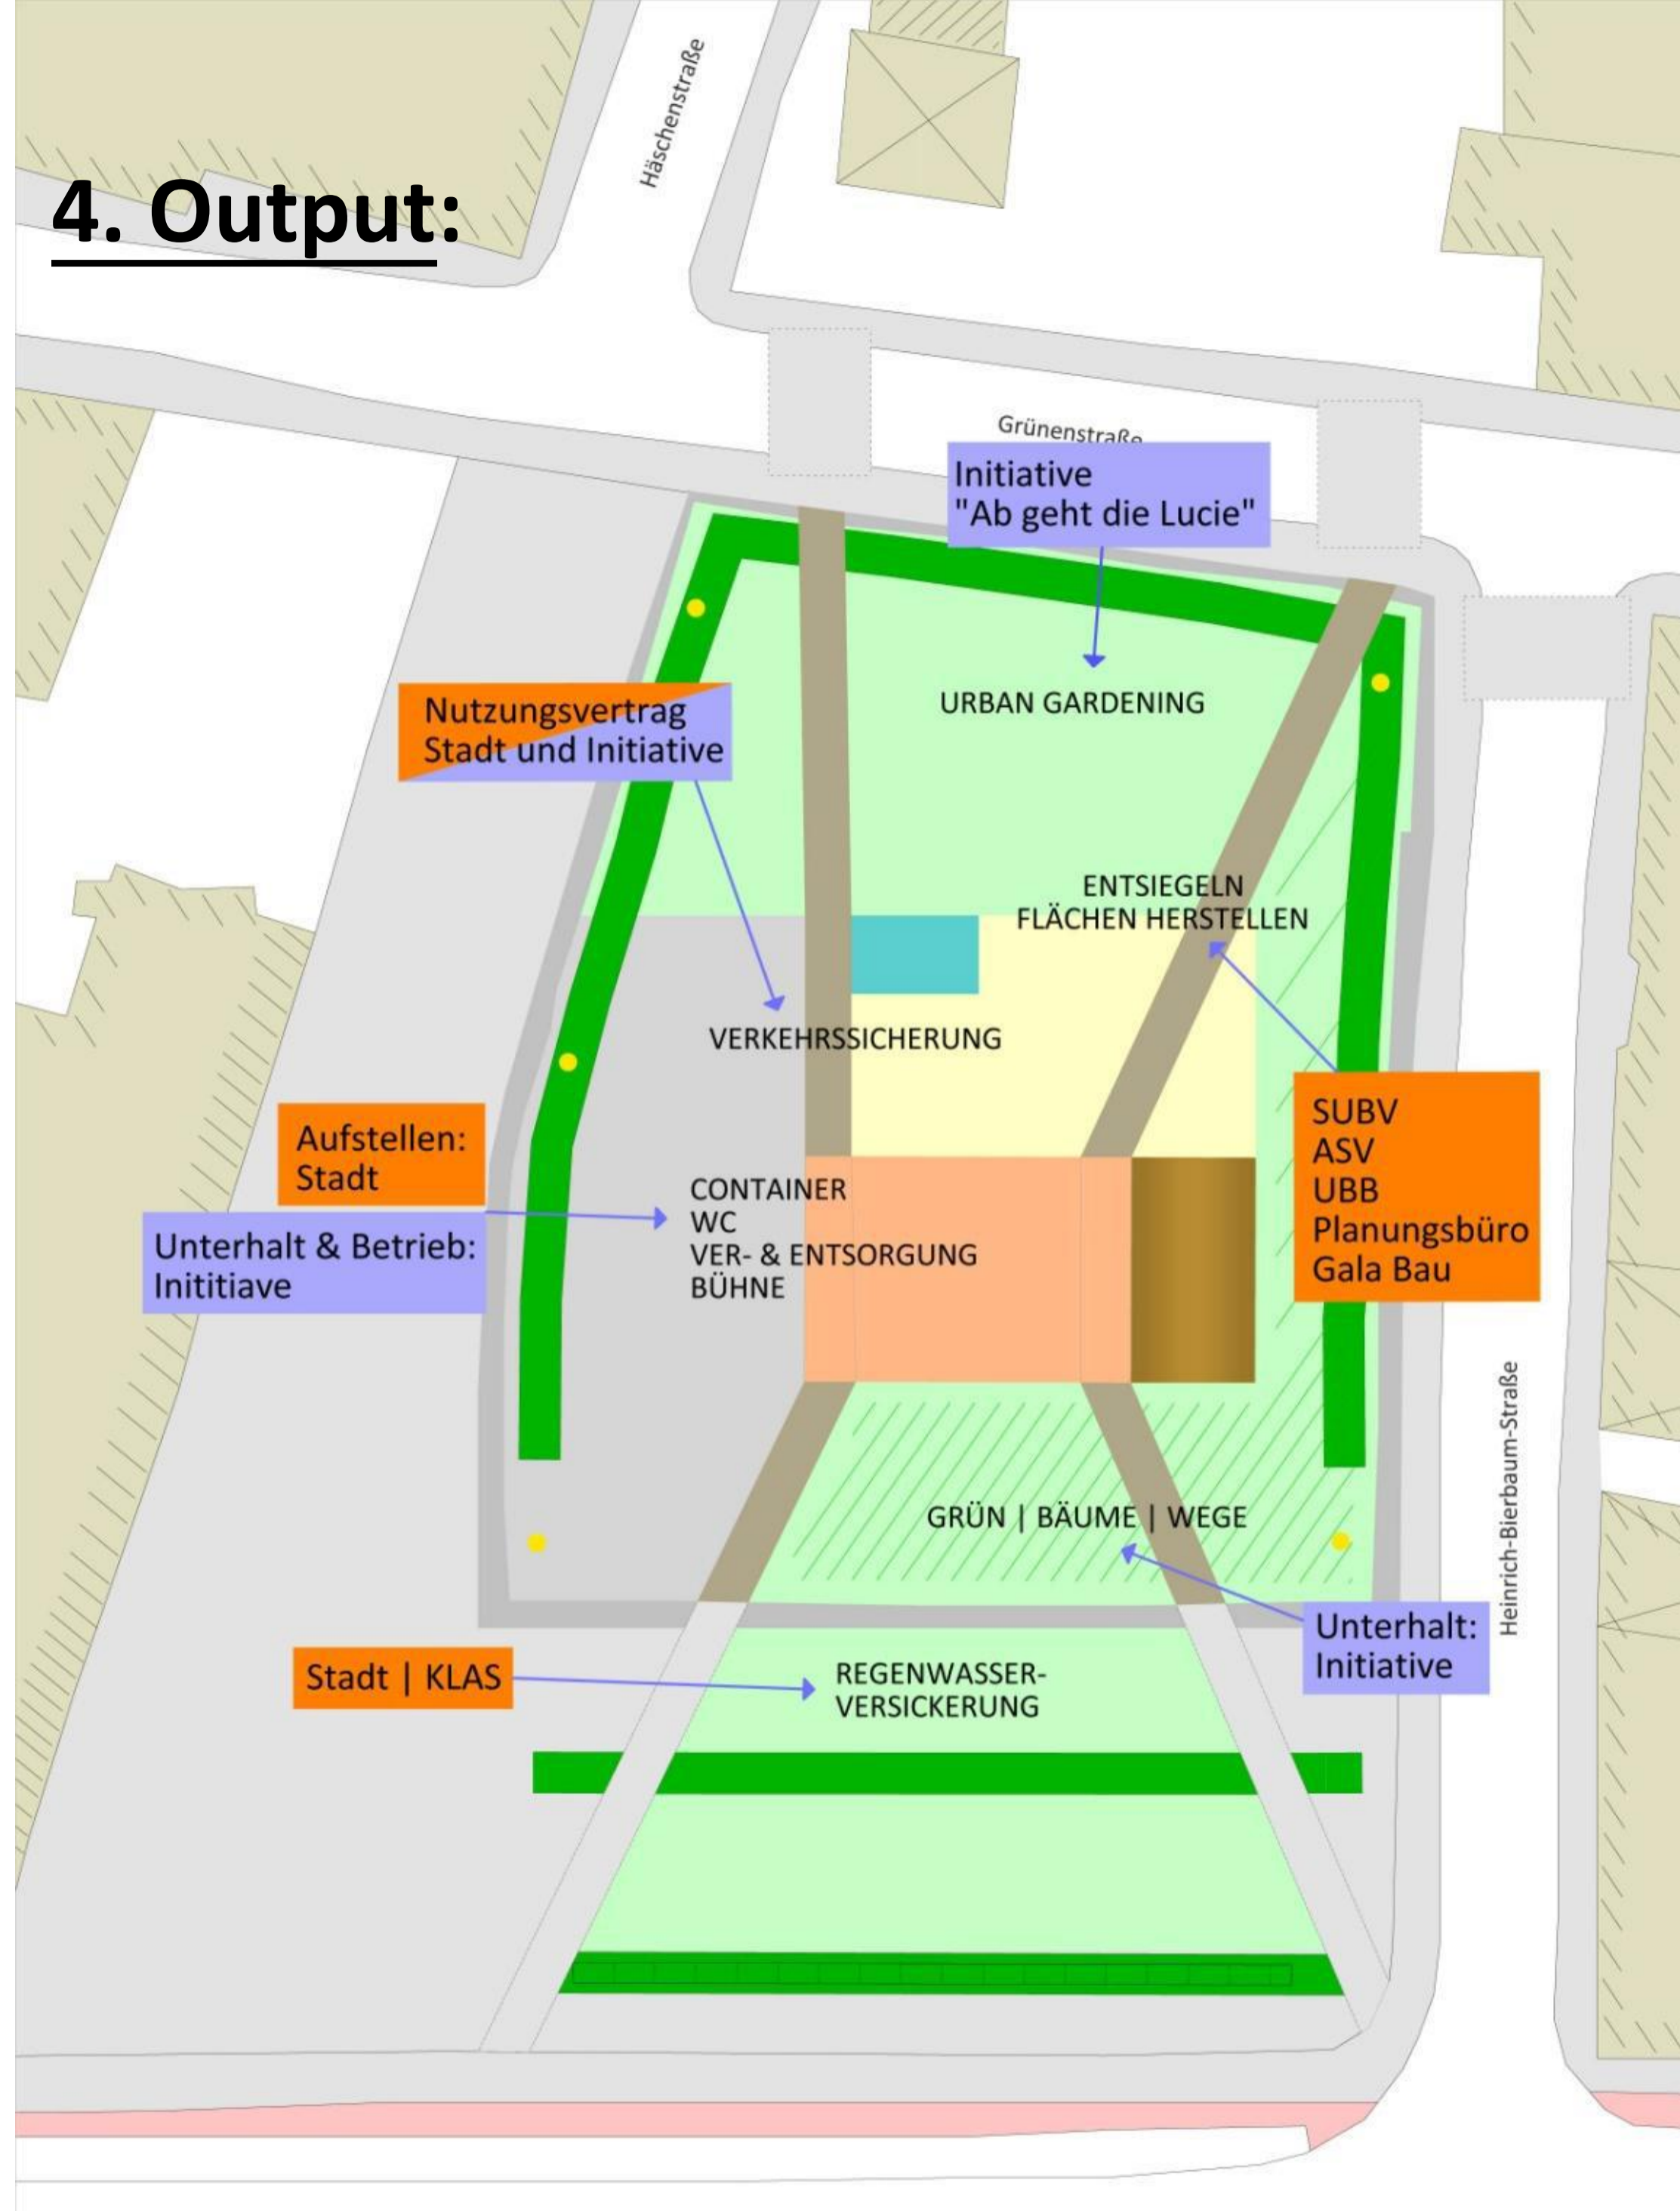 Häschenstraße
4. Output:
Grünenstraße
Initiative
"Ab geht die Lucie"
Nutzungsvertrag
Stadt und Initiative
URBAN GARDENING
ENTSIEGELN
FLÄCHEN HERSTELLEN
VERKEHRSSICHERUNG
SUBV
ASV
UBB
Planungsbüro
Gala Bau
Aufstellen:
Stadt
Unterhalt & Betrieb:
Inititiave
CONTAINER
WC
VER- & ENTSORGUNG
BÜHNE
Heinrich-Bierbaum-Straße
GRÜN | BÄUME | WEGE
Unterhalt:
Initiative
Stadt | KLAS
REGENWASSER-
VERSICKERUNG